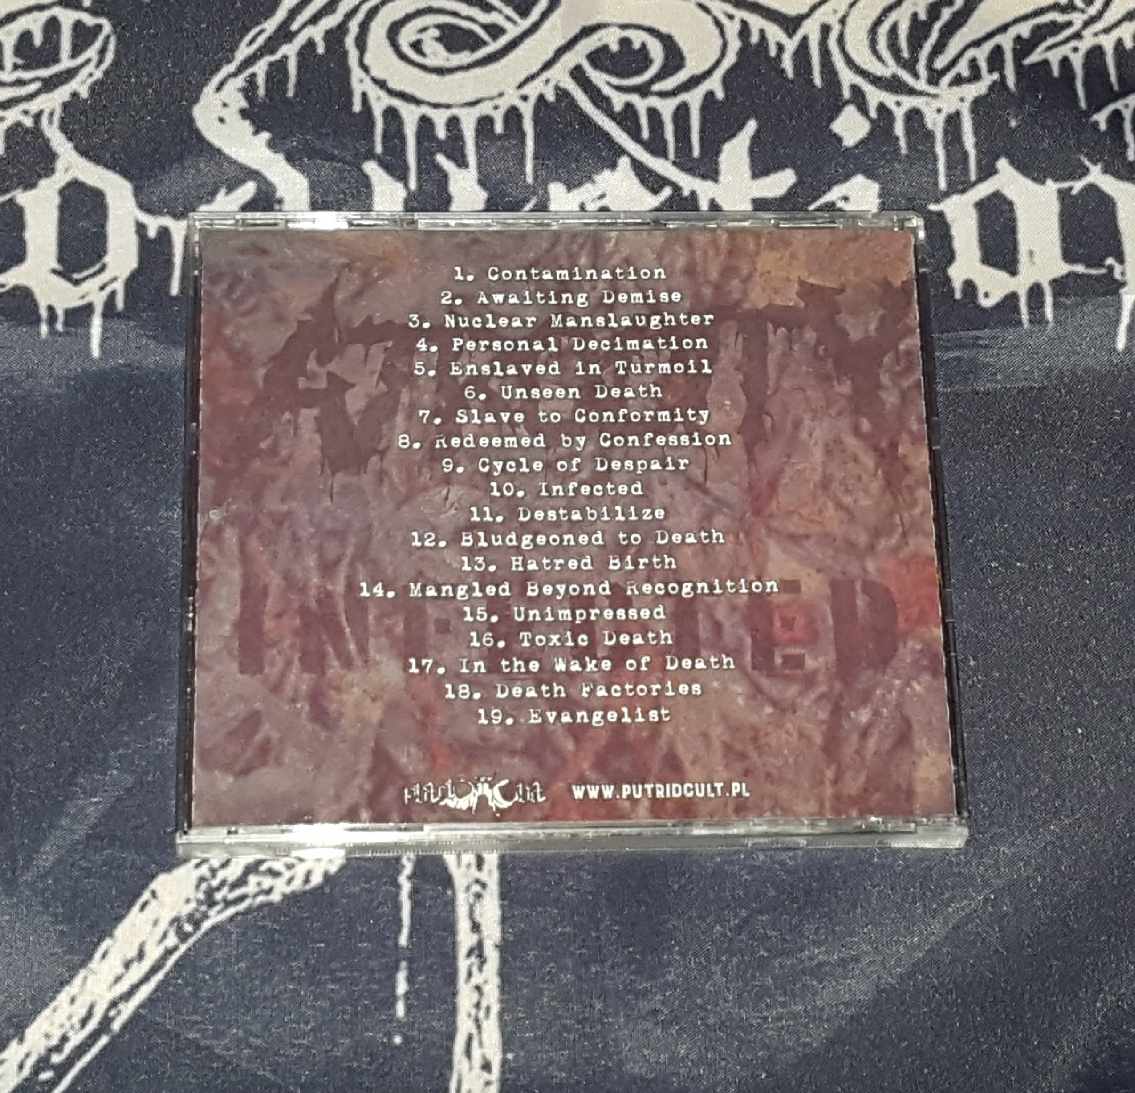 1. Contamination
2. Awaiting Demise
3. Nuclear Manslaughter
4. Personal Decimation
5. Enslaved in Turmoil
6. Unseen Death
7. Slave to Conformity
8. Redeemed by Confession
9. Cycle of Despair
10. Infected
11. Destabilize
12. Bludgeoned to Death
13. Hatred Birth
14. Mangled Beyond Recognition
15. Unimpressed
16. Toxic Death
17. In the Wake of Death
18. Death Factories
19. Evangelist
INFECTED
WWW.PUTRIDCULT.PL